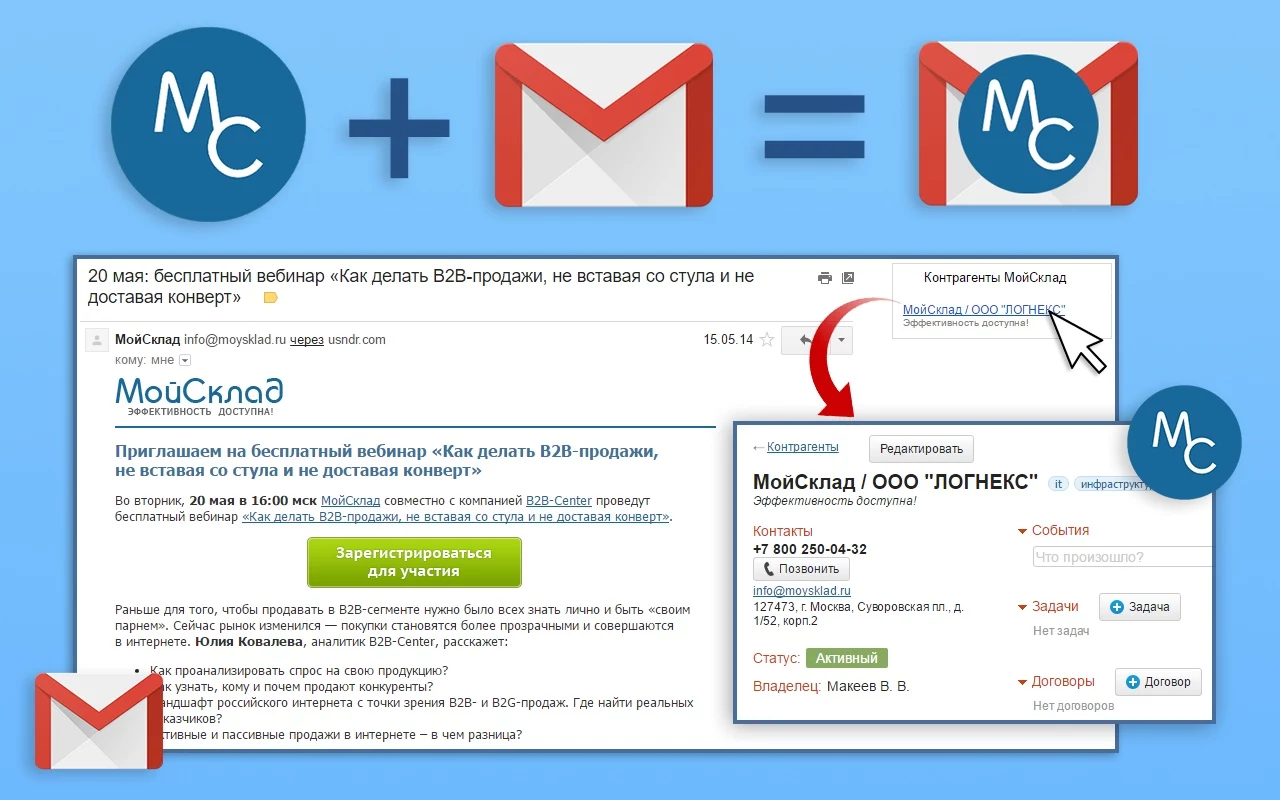 МС
+
=
МС
20 мая: бесплатный вебинар «Как делать B2B-продажи, не вставая со стула и не
доставая конверт»
МойСклад info@moysklad.ru через usndr.com
15.05.14
кому: мне
МойСклад
ЭФФЕКТИВНОСТЬ ДОСТУПНА!
Приглашаем на бесплатный вебинар «Как делать B2B-продажи,
не вставая со стула и не доставая конверт»
Во вторник, 20 мая в 16:00 мск МойСклад совместно с компанией B2B-Center проведут
бесплатный вебинар «Как делать B2B-продажи, не вставая со стула и не доставая конверт».
Зарегистрироваться
для участия
Раньше для того, чтобы продавать в B2B-сегменте нужно было всех знать лично и быть «своим
парнем». Сейчас рынок изменился — покупки становятся более прозрачными и совершаются
в интернете. Юлия Ковалева, аналитик B2B-Center, расскажет:
• Как проанализировать спрос на свою продукцию?
ак узнать, кому и почем продают конкуренты?
андшафт российского интернета с точки зрения B2B- и B2G-продаж. Где найти реальных
аказчиков?
ктивные и пассивные продажи в интернете – в чем разница?
Контрагенты МойСклад
МойСклад / ООО "ЛОГНЕКС"
Эффективность доступна!
МС
← Контрагенты
Редактировать
МойСклад / ООО "ЛОГНЕКС"
it
инфраструкту
Эффективность доступна!
Контакты
+7 800 250-04-32
Позвонить
info@moysklad.ru
127473, г. Москва, Суворовская пл., д.
1/52, корп.2
Статус: Активный
Владелец: Макеев В. В.
События
Что произошло?
Задачи
Задача
Нет задач
Договоры
Договор
Нет договоров